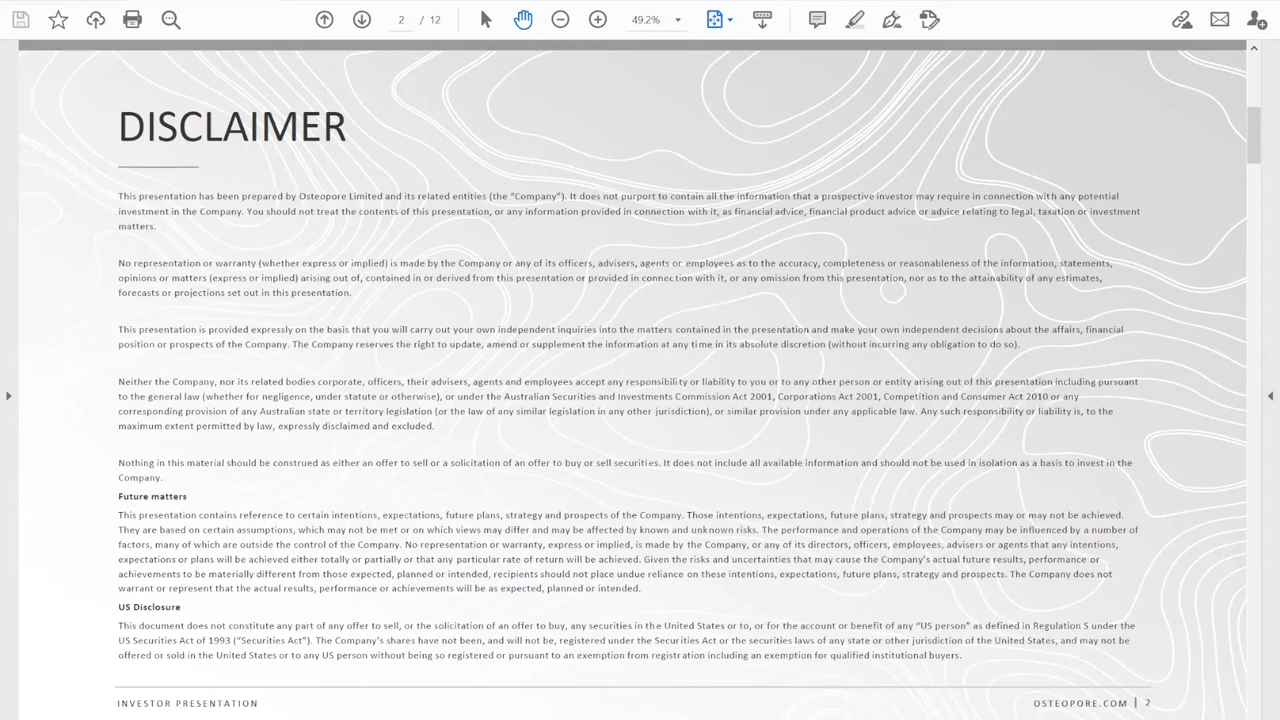 2 / 12
49.2%
DISCLAIMER
This presentation has been prepared by Osteopore Limited and its related entities (the “Company”). It does not purport to contain all the information that a prospective investor may require in connection with any potential
investment in the Company. You should not treat the contents of this presentation, or any information provided in connection with it, as financial advice, financial product advice or advice relating to legal, taxation or investment
matters.
No representation or warranty (whether express or implied) is made by the Company or any of its officers, advisers, agents or employees as to the accuracy, completeness or reasonableness of the information, statements,
opinions or matters (express or implied) arising out of, contained in or derived from this presentation or provided in connection with it, or any omission from this presentation, nor as to the attainability of any estimates,
forecasts or projections set out in this presentation.
This presentation is provided expressly on the basis that you will carry out your own independent inquiries into the matters contained in the presentation and make your own independent decisions about the affairs, financial
position or prospects of the Company. The Company reserves the right to update, amend or supplement the information at any time in its absolute discretion (without incurring any obligation to do so).
Neither the Company, nor its related bodies corporate, officers, their advisers, agents and employees accept any responsibility or liability to you or to any other person or entity arising out of this presentation including pursuant
to the general law (whether for negligence, under statute or otherwise), or under the Australian Securities and Investments Commission Act 2001, Corporations Act 2001, Competition and Consumer Act 2010 or any
corresponding provision of any Australian state or territory legislation (or the law of any similar legislation in any other jurisdiction), or similar provision under any applicable law. Any such responsibility or liability is, to the
maximum extent permitted by law, expressly disclaimed and excluded.
Nothing in this material should be construed as either an offer to sell or a solicitation of an offer to buy or sell securities. It does not include all available information and should not be used in isolation as a basis to invest in the
Company.
Future matters
This presentation contains reference to certain intentions, expectations, future plans, strategy and prospects of the Company. Those intentions, expectations, future plans, strategy and prospects may or may not be achieved.
They are based on certain assumptions, which may not be met or on which views may differ and may be affected by known and unknown risks. The performance and operations of the Company may be influenced by a number of
factors, many of which are outside the control of the Company. No representation or warranty, express or implied, is made by the Company, or any of its directors, officers, employees, advisers or agents that any intentions,
expectations or plans will be achieved either totally or partially or that any particular rate of return will be achieved. Given the risks and uncertainties that may cause the Company’s actual future results, performance or
achievements to be materially different from those expected, planned or intended, recipients should not place undue reliance on these intentions, expectations, future plans, strategy and prospects. The Company does not
warrant or represent that the actual results, performance or achievements will be as expected, planned or intended.
US Disclosure
This document does not constitute any part of any offer to sell, or the solicitation of an offer to buy, any securities in the United States or to, or for the account or benefit of any “US person” as defined in Regulation S under the
US Securities Act of 1993 (“Securities Act”). The Company’s shares have not been, and will not be, registered under the Securities Act or the securities laws of any state or other jurisdiction of the United States, and may not be
offered or sold in the United States or to any US person without being so registered or pursuant to an exemption from registration including an exemption for qualified institutional buyers.
INVESTOR PRESENTATION
OSTEOPORE.COM | 2